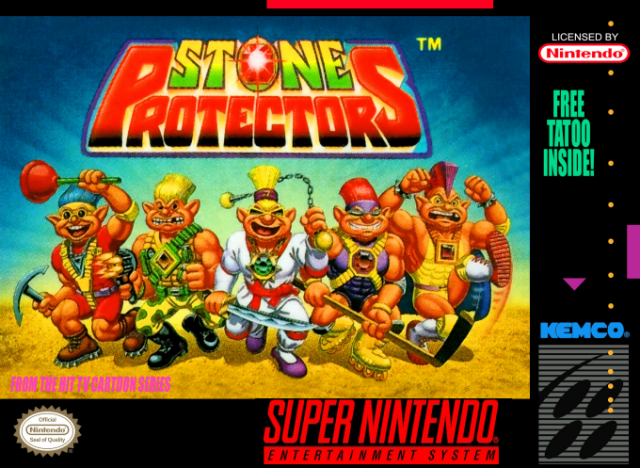 STONE
PROTECTORS
TM
LICENSED BY
Nintendo
FREE
TATOO
INSIDE!
KEMCO
FROM THE HIT TV CARTOON SERIES
Official
Nintendo
Seal of Quality
SUPER NINTENDO
ENTERTAINMENT SYSTEM